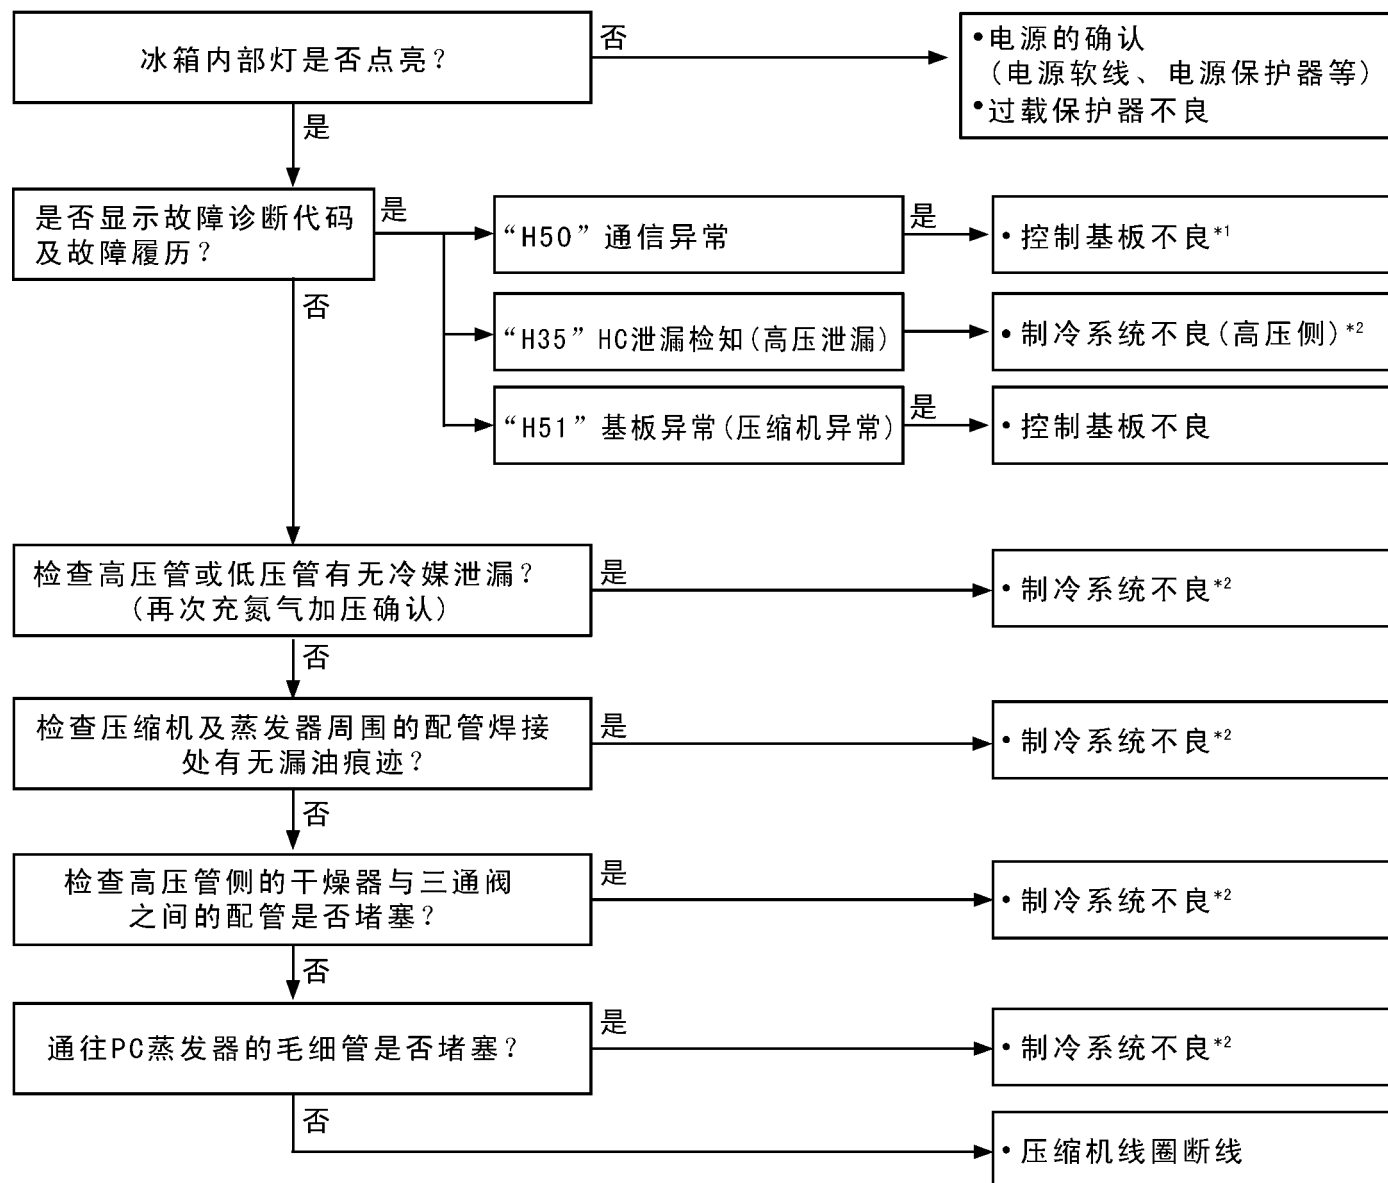 冰箱内部灯是否点亮？
否
•电源的确认
（电源软线、电源保护器等）
•过载保护器不良
是
是否显示故障诊断代码
及故障履历？
是
“H50”通信异常
是
•控制基板不良*1
“H35”HC泄漏检知(高压泄漏)
•制冷系统不良(高压侧)*2
“H51”基板异常(压缩机异常)
是
•控制基板不良
否
检查高压管或低压管有无冷媒泄漏？
(再次充氮气加压确认)
是
•制冷系统不良*2
否
检查压缩机及蒸发器周围的配管焊接
处有无漏油痕迹？
是
•制冷系统不良*2
否
检查高压管侧的干燥器与三通阀
之间的配管是否堵塞？
是
•制冷系统不良*2
否
通往PC蒸发器的毛细管是否堵塞？
是
•制冷系统不良*2
否
•压缩机线圈断线